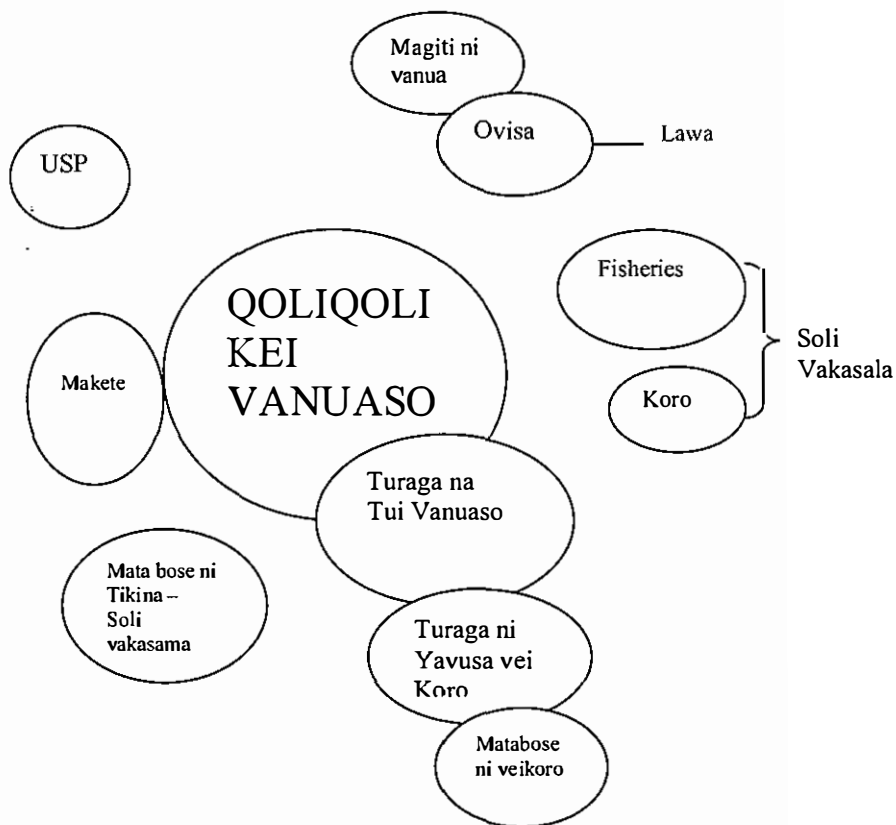 Magiti ni
vanua
Ovisa
Lawa
USP
Fisheries
QOLIQOLI
KEI
VANUASO
Soli
Vakasala
Makete
Koro
Turaga na
Tui Vanuaso
Mata bose ni
Tikina –
Soli
vakasama
Turaga ni
Yavusa vei
Koro
Matabose
ni veikoro